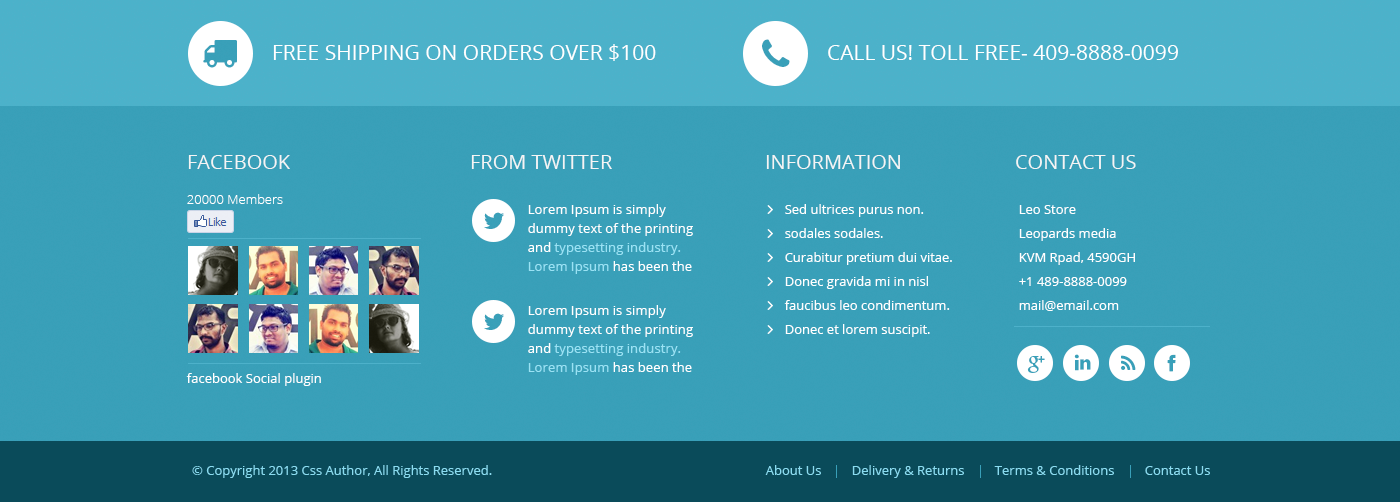 FREE SHIPPING ON ORDERS OVER $100
CALL US! TOLL FREE- 409-8888-0099
FACEBOOK
20000 Members
Like
facebook Social plugin
FROM TWITTER
Lorem Ipsum is simply
dummy text of the printing
and typesetting industry.
Lorem Ipsum has been the
Lorem Ipsum is simply
dummy text of the printing
and typesetting industry.
Lorem Ipsum has been the
INFORMATION
Sed ultrices purus non.
sodales sodales.
Curabitur pretium dui vitae.
Donec gravida mi in nisl
faucibus leo condimentum.
Donec et lorem suscipit.
CONTACT US
Leo Store
Leopards media
KVM Rpad, 4590GH
+1 489-8888-0099
mail@email.com
g+ in f
© Copyright 2013 Css Author, All Rights Reserved.
About Us | Delivery & Returns | Terms & Conditions | Contact Us